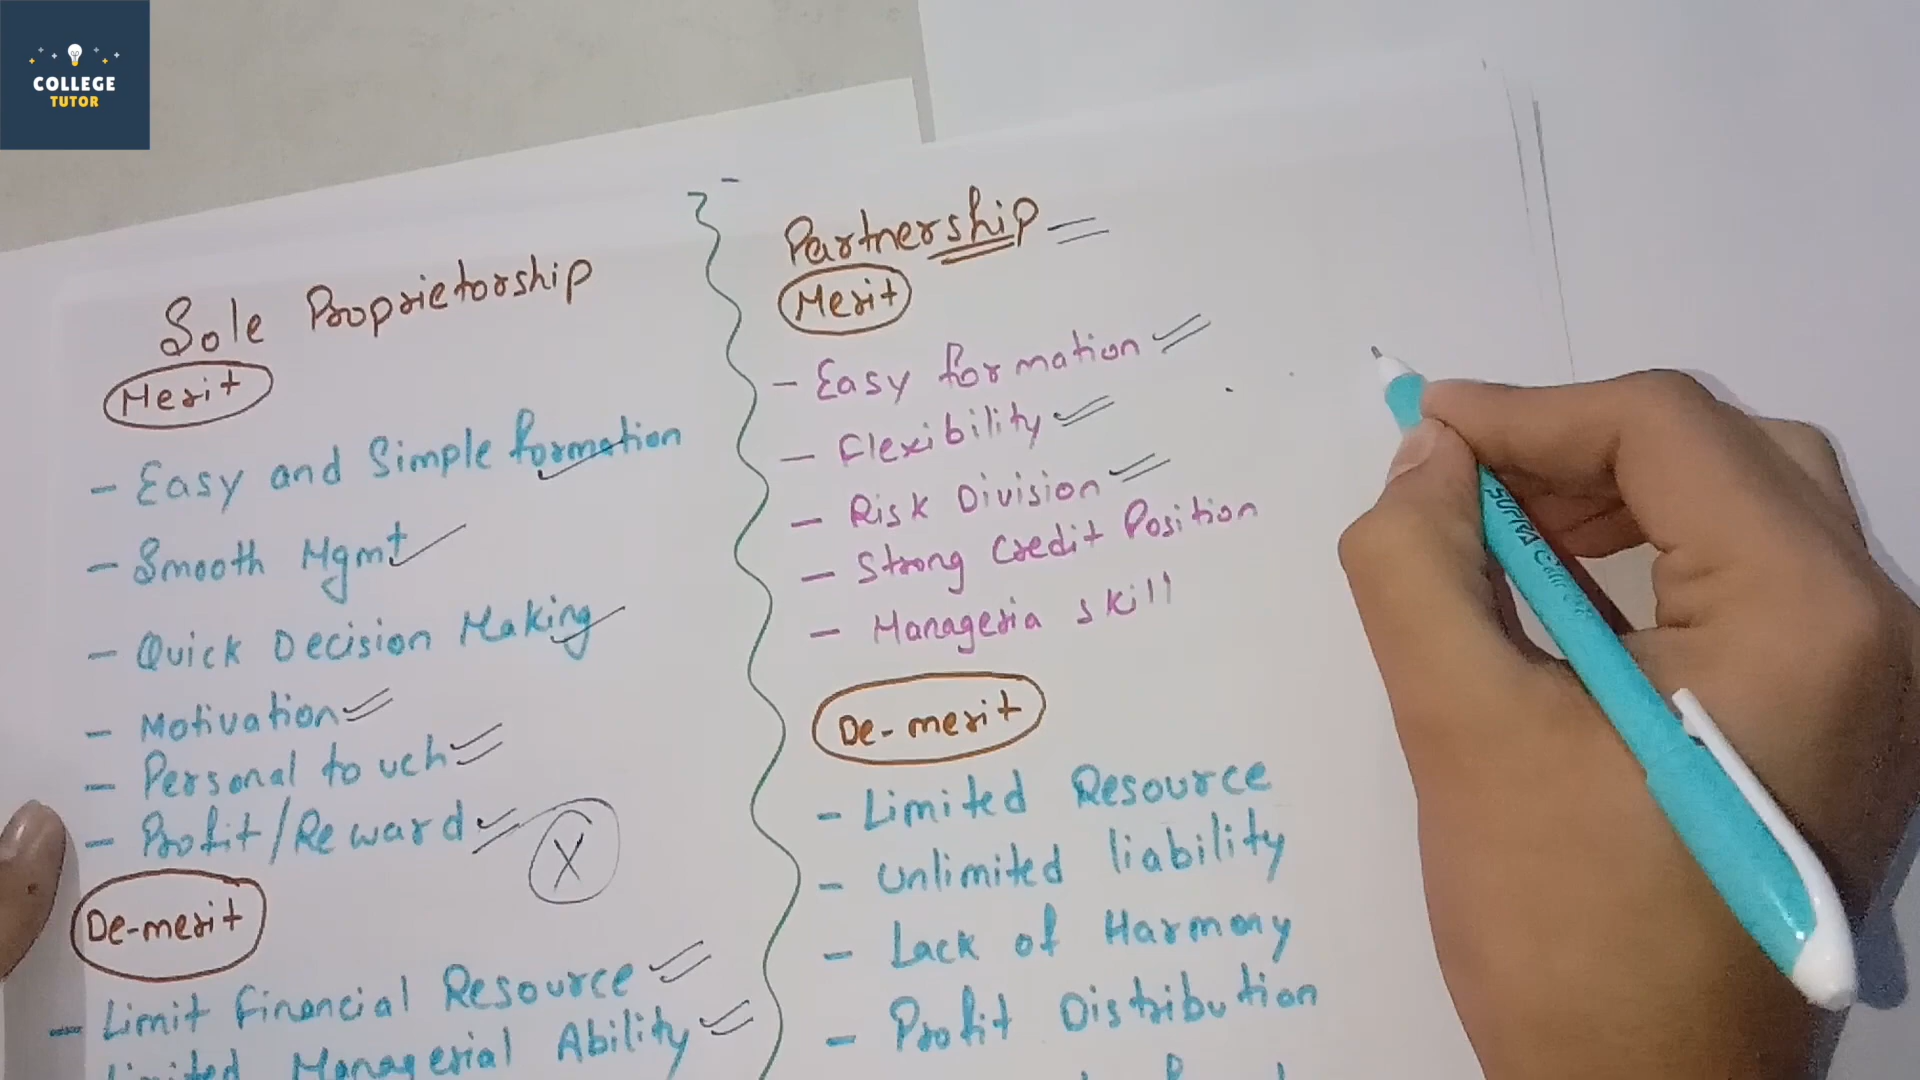 COLLEGE
TUTOR
Sole Proprietorship
Merit
- Easy and Simple formation
- Smooth Mgmt
- Quick Decision Making
- Motivation
- Personal touch
- Profit/Reward
X
De-merit
- Limit Financial Resource
Limited Managerial Ability
Partnership
Merit
- Easy formation
- Flexibility
- Risk Division
- Strong Credit Position
- Manageria skill
De-merit
- Limited Resource
- Unlimited liability
- Lack of Harmony
- Profit Distribution
SUPRA